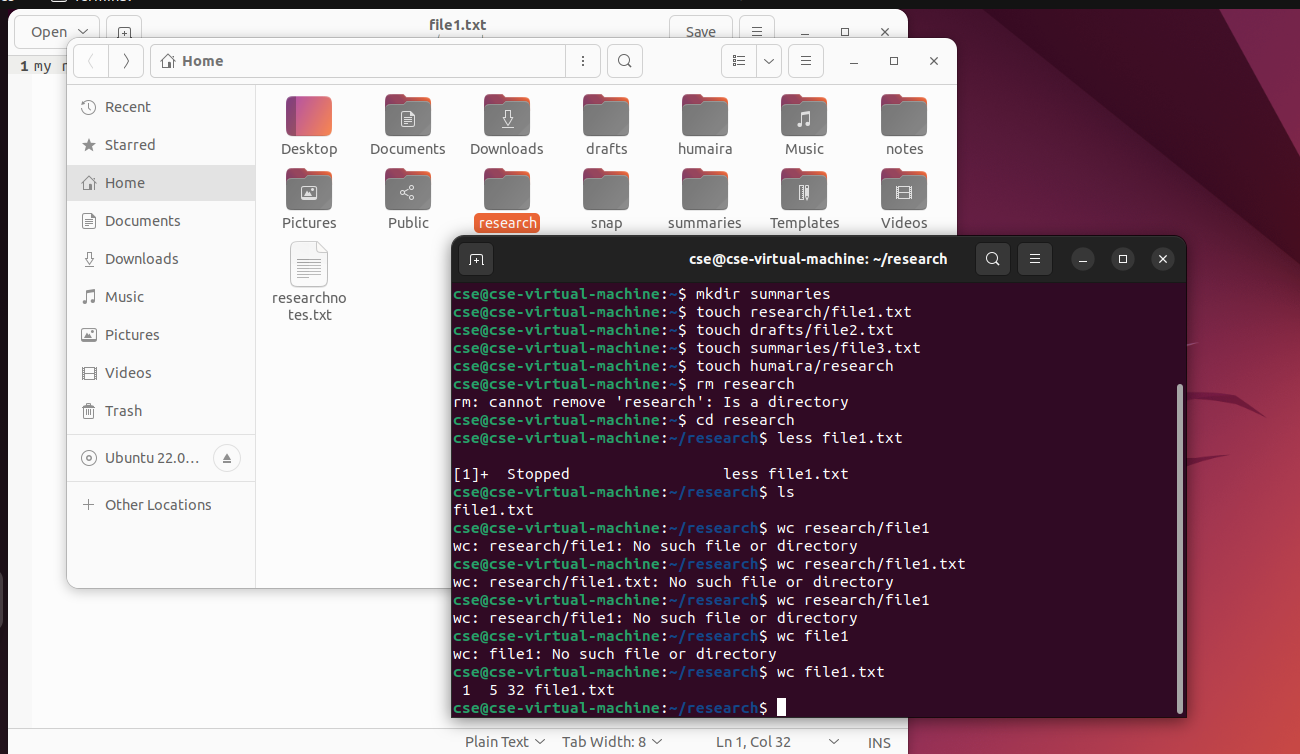 file1.txt
Open
Save
1 my
Home
Recent
Starred
Home
Documents
Downloads
Music
Pictures
Videos
Trash
Ubuntu 22.0...
Other Locations
Desktop
Documents
Downloads
drafts
humaira
Music
notes
Pictures
Public
research
snap
summaries
Templates
Videos
researchno
tes.txt
cse@cse-virtual-machine: ~/research
cse@cse-virtual-machine:~$ mkdir summaries
cse@cse-virtual-machine:~$ touch research/file1.txt
cse@cse-virtual-machine:~$ touch drafts/file2.txt
cse@cse-virtual-machine:~$ touch summaries/file3.txt
cse@cse-virtual-machine:~$ touch humaira/research
cse@cse-virtual-machine:~$ rm research
rm: cannot remove 'research': Is a directory
cse@cse-virtual-machine:~$ cd research
cse@cse-virtual-machine:~/research$ less file1.txt
[1]+  Stopped                 less file1.txt
cse@cse-virtual-machine:~/research$ ls
file1.txt
cse@cse-virtual-machine:~/research$ wc research/file1
wc: research/file1: No such file or directory
cse@cse-virtual-machine:~/research$ wc research/file1.txt
wc: research/file1.txt: No such file or directory
cse@cse-virtual-machine:~/research$ wc research/file1
wc: research/file1: No such file or directory
cse@cse-virtual-machine:~/research$ wc file1
wc: file1: No such file or directory
cse@cse-virtual-machine:~/research$ wc file1.txt
 1  5 32 file1.txt
cse@cse-virtual-machine:~/research$
Plain Text
Tab Width: 8
Ln 1, Col 32
INS